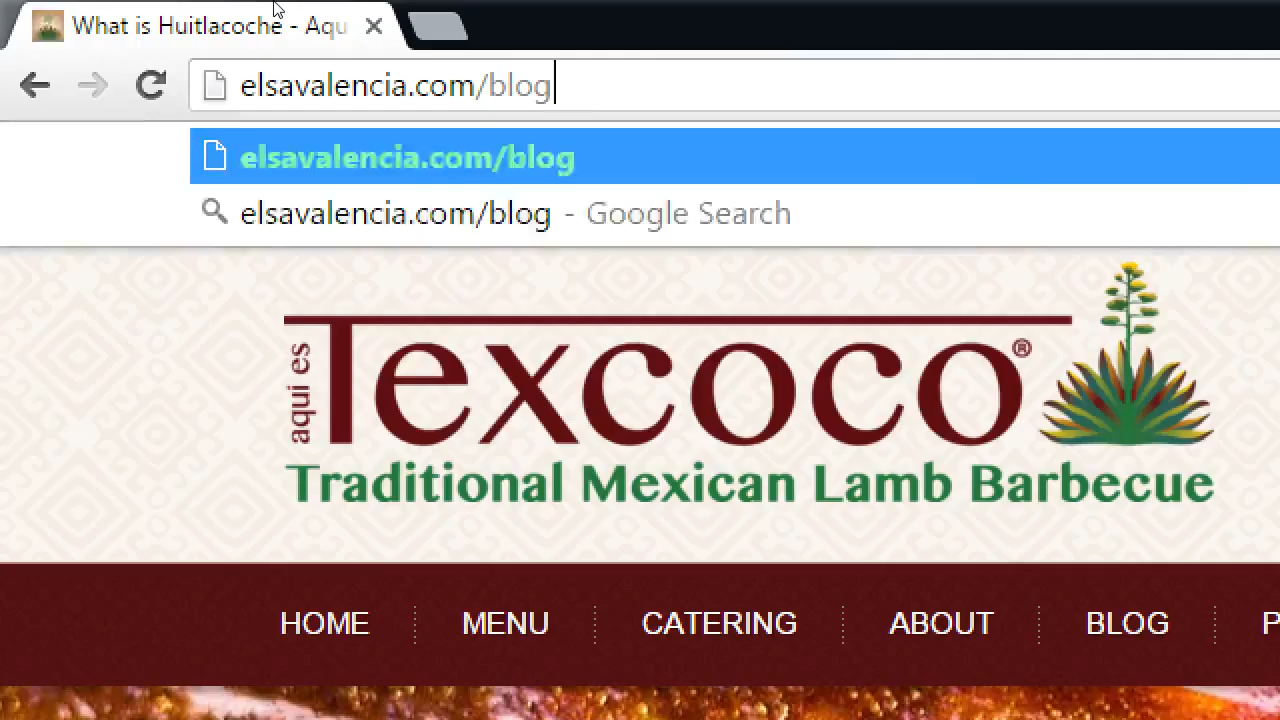 What is Huitlacoche - Aqu
elsavalencia.com/blog
elsavalencia.com/blog
elsavalencia.com/blog - Google Search
aqui es Texcoco®
Traditional Mexican Lamb Barbecue
HOME MENU CATERING ABOUT BLOG P